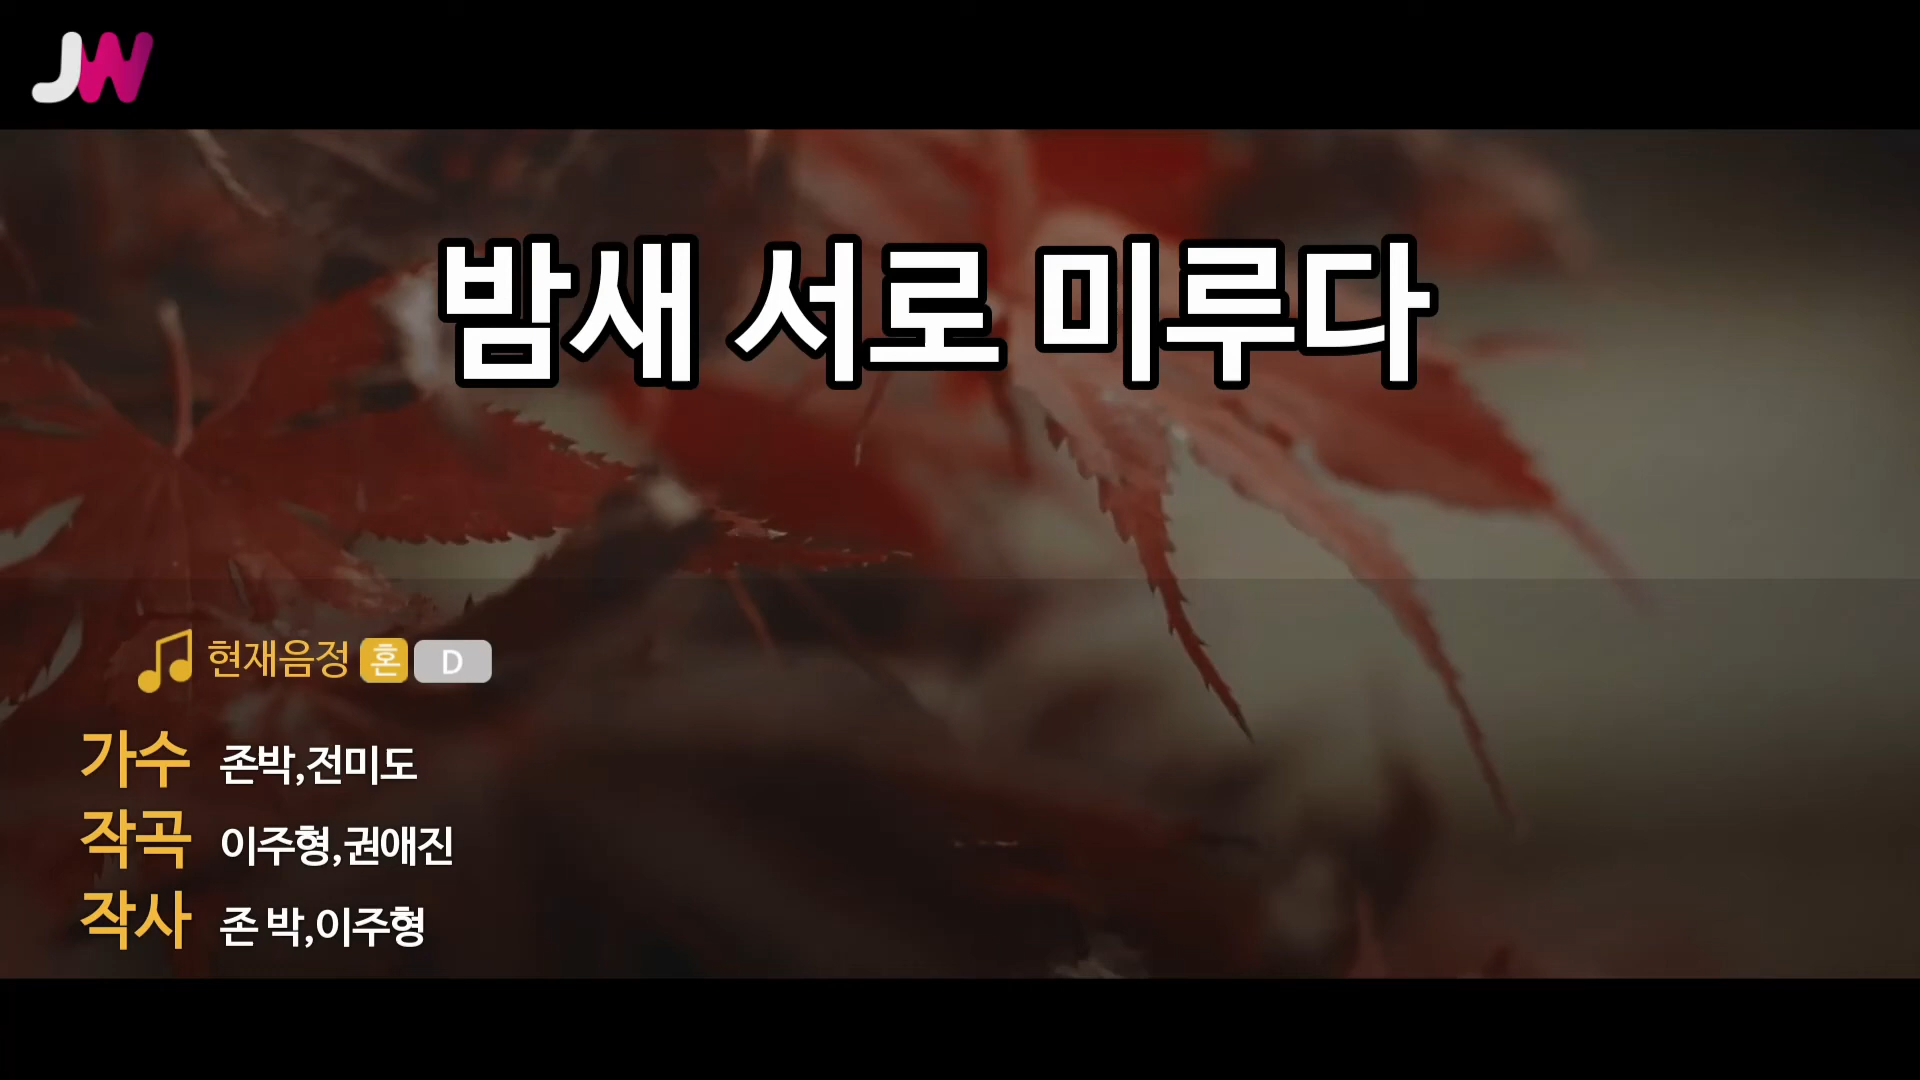 JW
밤새 서로 미루다
현재음정 혼 D
가수 존박,전미도
작곡 이주형,권애진
작사 존 박,이주형